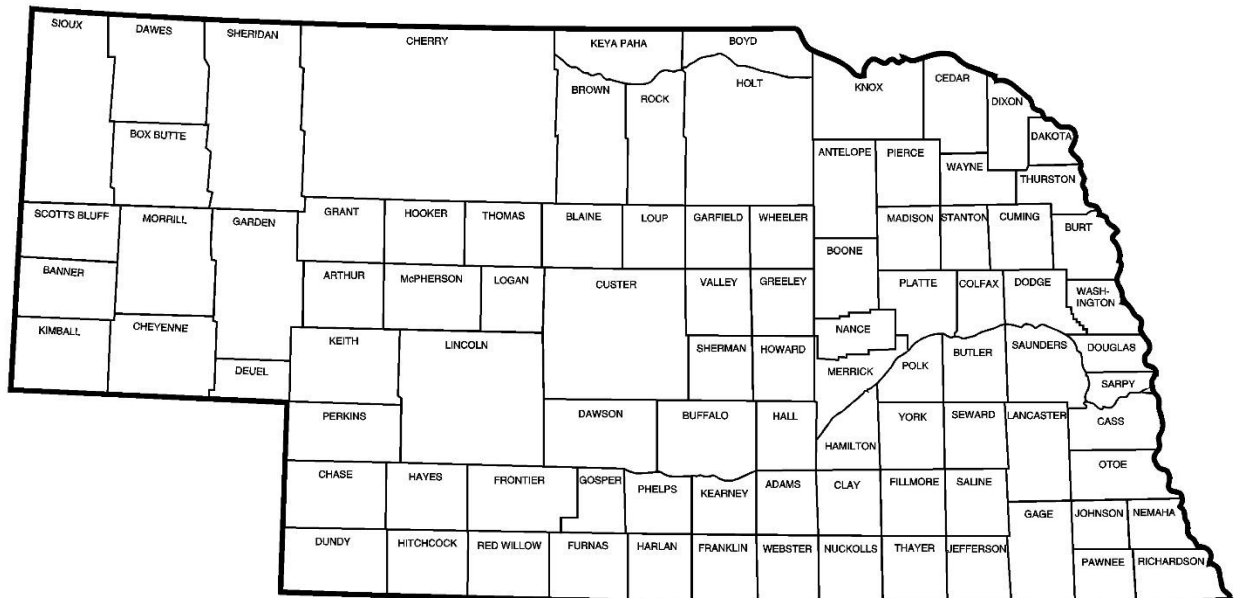 SIOUX
DAWES
SHERIDAN
CHERRY
KEYA PAHA
BOYD
HOLT
BROWN
ROCK
KNOX
CEDAR
DIXON
DAKOTA
BOX BUTTE
ANTELOPE
PIERCE
WAYNE
THURSTON
SCOTTS BLUFF
MORRILL
GARDEN
GRANT
HOOKER
THOMAS
BLAINE
LOUP
GARFIELD
WHEELER
MADISON
STANTON
CUMING
BURT
BOONE
BANNER
ARTHUR
McPHERSON
LOGAN
CUSTER
VALLEY
GREELEY
PLATTE
COLFAX
DODGE
WASH-
INGTON
KIMBALL
CHEYENNE
KEITH
LINCOLN
NANCE
SHERMAN
HOWARD
MERRICK
POLK
BUTLER
SAUNDERS
DOUGLAS
DEUEL
SARPY
PERKINS
DAWSON
BUFFALO
HALL
HAMILTON
YORK
SEWARD
LANCASTER
CASS
OTOE
CHASE
HAYES
FRONTIER
GOSPER
PHELPS
KEARNEY
ADAMS
CLAY
FILLMORE
SALINE
GAGE
JOHNSON
NEMAHA
DUNDY
HITCHCOCK
RED WILLOW
FURNAS
HARLAN
FRANKLIN
WEBSTER
NUCKOLLS
THAYER
JEFFERSON
PAWNEE
RICHARDSON